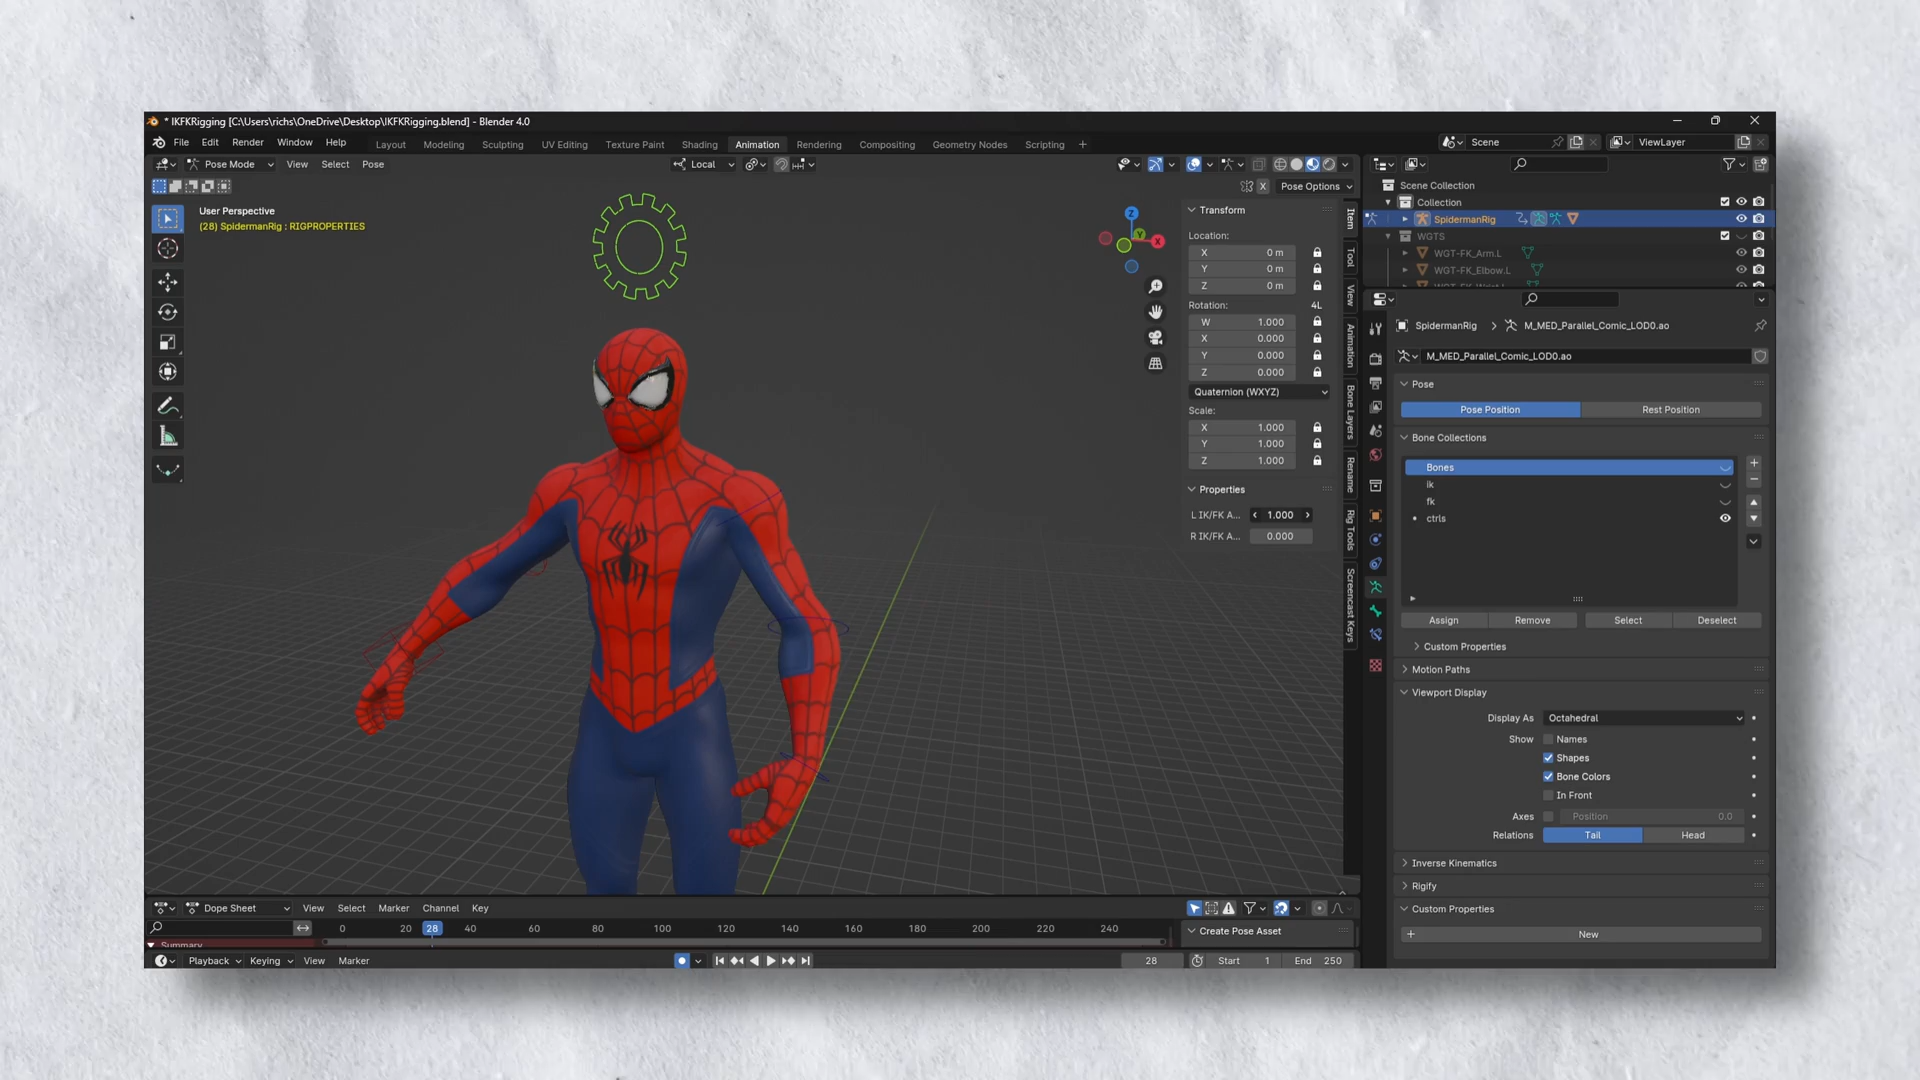 * IKFKRigging [C:\Users\richs\OneDrive\Desktop\IKFKRigging.blend] - Blender 4.0
File Edit Render Window Help
Layout Modeling Sculpting UV Editing Texture Paint Shading Animation Rendering Compositing Geometry Nodes Scripting +
Scene
ViewLayer
Pose Mode View Select Pose
Local
X Pose Options
User Perspective
(28) SpidermanRig : RIGPROPERTIES
Z
Y
X
Transform
Location:
X 0 m
Y 0 m
Z 0 m
Rotation: 4L
W 1.000
X 0.000
Y 0.000
Z 0.000
Quaternion (WXYZ)
Scale:
X 1.000
Y 1.000
Z 1.000
Properties
L IK/FK A... 1.000
R IK/FK A... 0.000
Item
Tool
View
Animation
Bone Layers
Rename
Rig Tools
Screencast Keys
Scene Collection
Collection
SpidermanRig
WGTS
WGT-FK_Arm.L
WGT-FK_Elbow.L
SpidermanRig > M_MED_Parallel_Comic_LOD0.ao
M_MED_Parallel_Comic_LOD0.ao
Pose
Pose Position Rest Position
Bone Collections
Bones
ik
fk
ctrls
Assign Remove Select Deselect
Custom Properties
Motion Paths
Viewport Display
Display As Octahedral
Show Names
Shapes
Bone Colors
In Front
Axes Position 0.0
Relations Tail Head
Inverse Kinematics
Rigify
Custom Properties
+ New
Dope Sheet View Select Marker Channel Key
0 20 28 40 60 80 100 120 140 160 180 200 220 240
Summary
Create Pose Asset
Playback Keying View Marker
28 Start 1 End 250